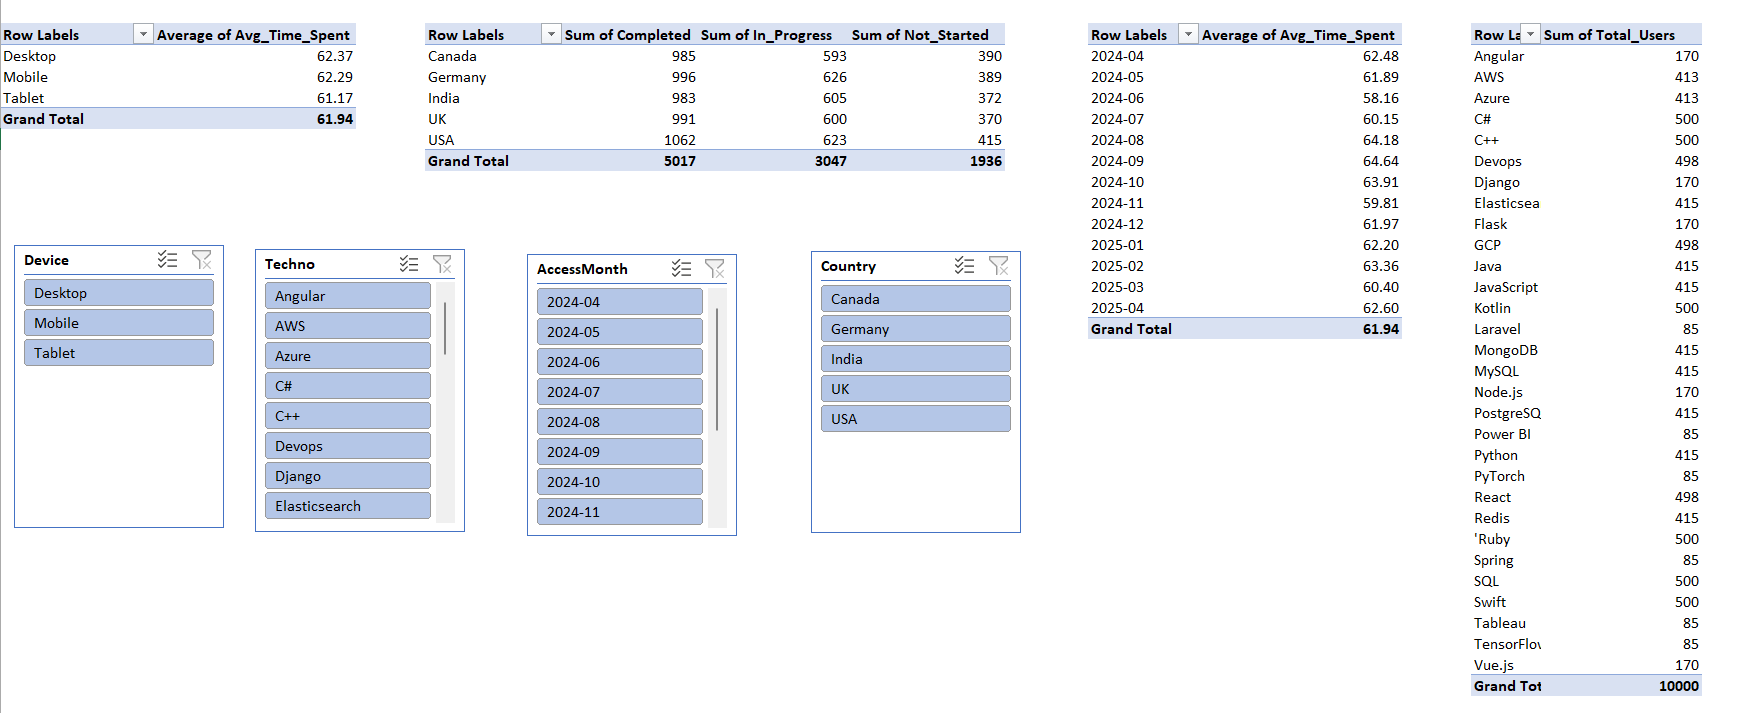 Row Labels Average of Avg_Time_Spent
Desktop 62.37
Mobile 62.29
Tablet 61.17
Grand Total 61.94
Row Labels Sum of Completed Sum of In_Progress Sum of Not_Started
Canada 985 593 390
Germany 996 626 389
India 983 605 372
UK 991 600 370
USA 1062 623 415
Grand Total 5017 3047 1936
Row Labels Average of Avg_Time_Spent
2024-04 62.48
2024-05 61.89
2024-06 58.16
2024-07 60.15
2024-08 64.18
2024-09 64.64
2024-10 63.91
2024-11 59.81
2024-12 61.97
2025-01 62.20
2025-02 63.36
2025-03 60.40
2025-04 62.60
Grand Total 61.94
Row La Sum of Total_Users
Angular 170
AWS 413
Azure 413
C# 500
C++ 500
Devops 498
Django 170
Elasticsea 415
Flask 170
GCP 498
Java 415
JavaScript 415
Kotlin 500
Laravel 85
MongoDB 415
MySQL 415
Node.js 170
PostgreSQ 415
Power BI 85
Python 415
PyTorch 85
React 498
Redis 415
'Ruby 500
Spring 85
SQL 500
Swift 500
Tableau 85
TensorFlov 85
Vue.js 170
Grand Tot 10000
Device
Desktop
Mobile
Tablet
Techno
Angular
AWS
Azure
C#
C++
Devops
Django
Elasticsearch
AccessMonth
2024-04
2024-05
2024-06
2024-07
2024-08
2024-09
2024-10
2024-11
Country
Canada
Germany
India
UK
USA